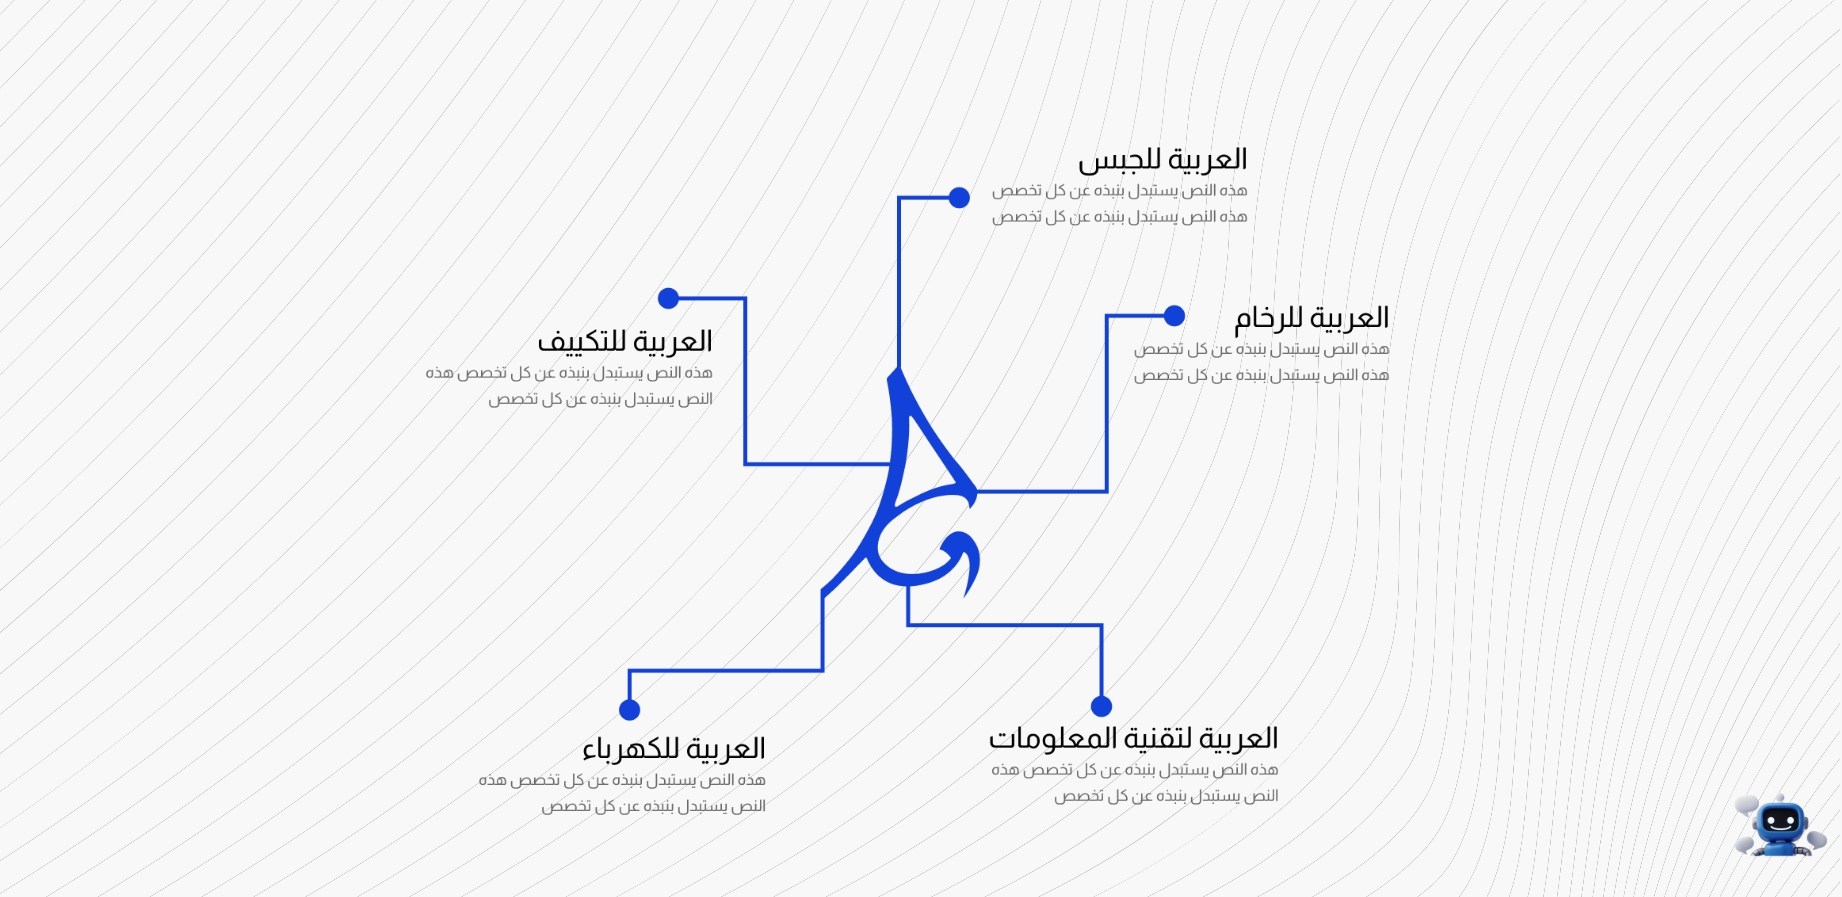 العربية للجبس
هذه النص يستبدل بنبذه عن كل تخصص
هذه النص يستبدل بنبذه عن كل تخصص
العربية للرخام
هذه النص يستبدل بنبذه عن كل تخصص
هذه النص يستبدل بنبذه عن كل تخصص
العربية للتكييف
هذه النص يستبدل بنبذه عن كل تخصص هذه
النص يستبدل بنبذه عن كل تخصص
العربية لتقنية المعلومات
هذه النص يستبدل بنبذه عن كل تخصص هذه
النص يستبدل بنبذه عن كل تخصص
العربية للكهرباء
هذه النص يستبدل بنبذه عن كل تخصص هذه
النص يستبدل بنبذه عن كل تخصص